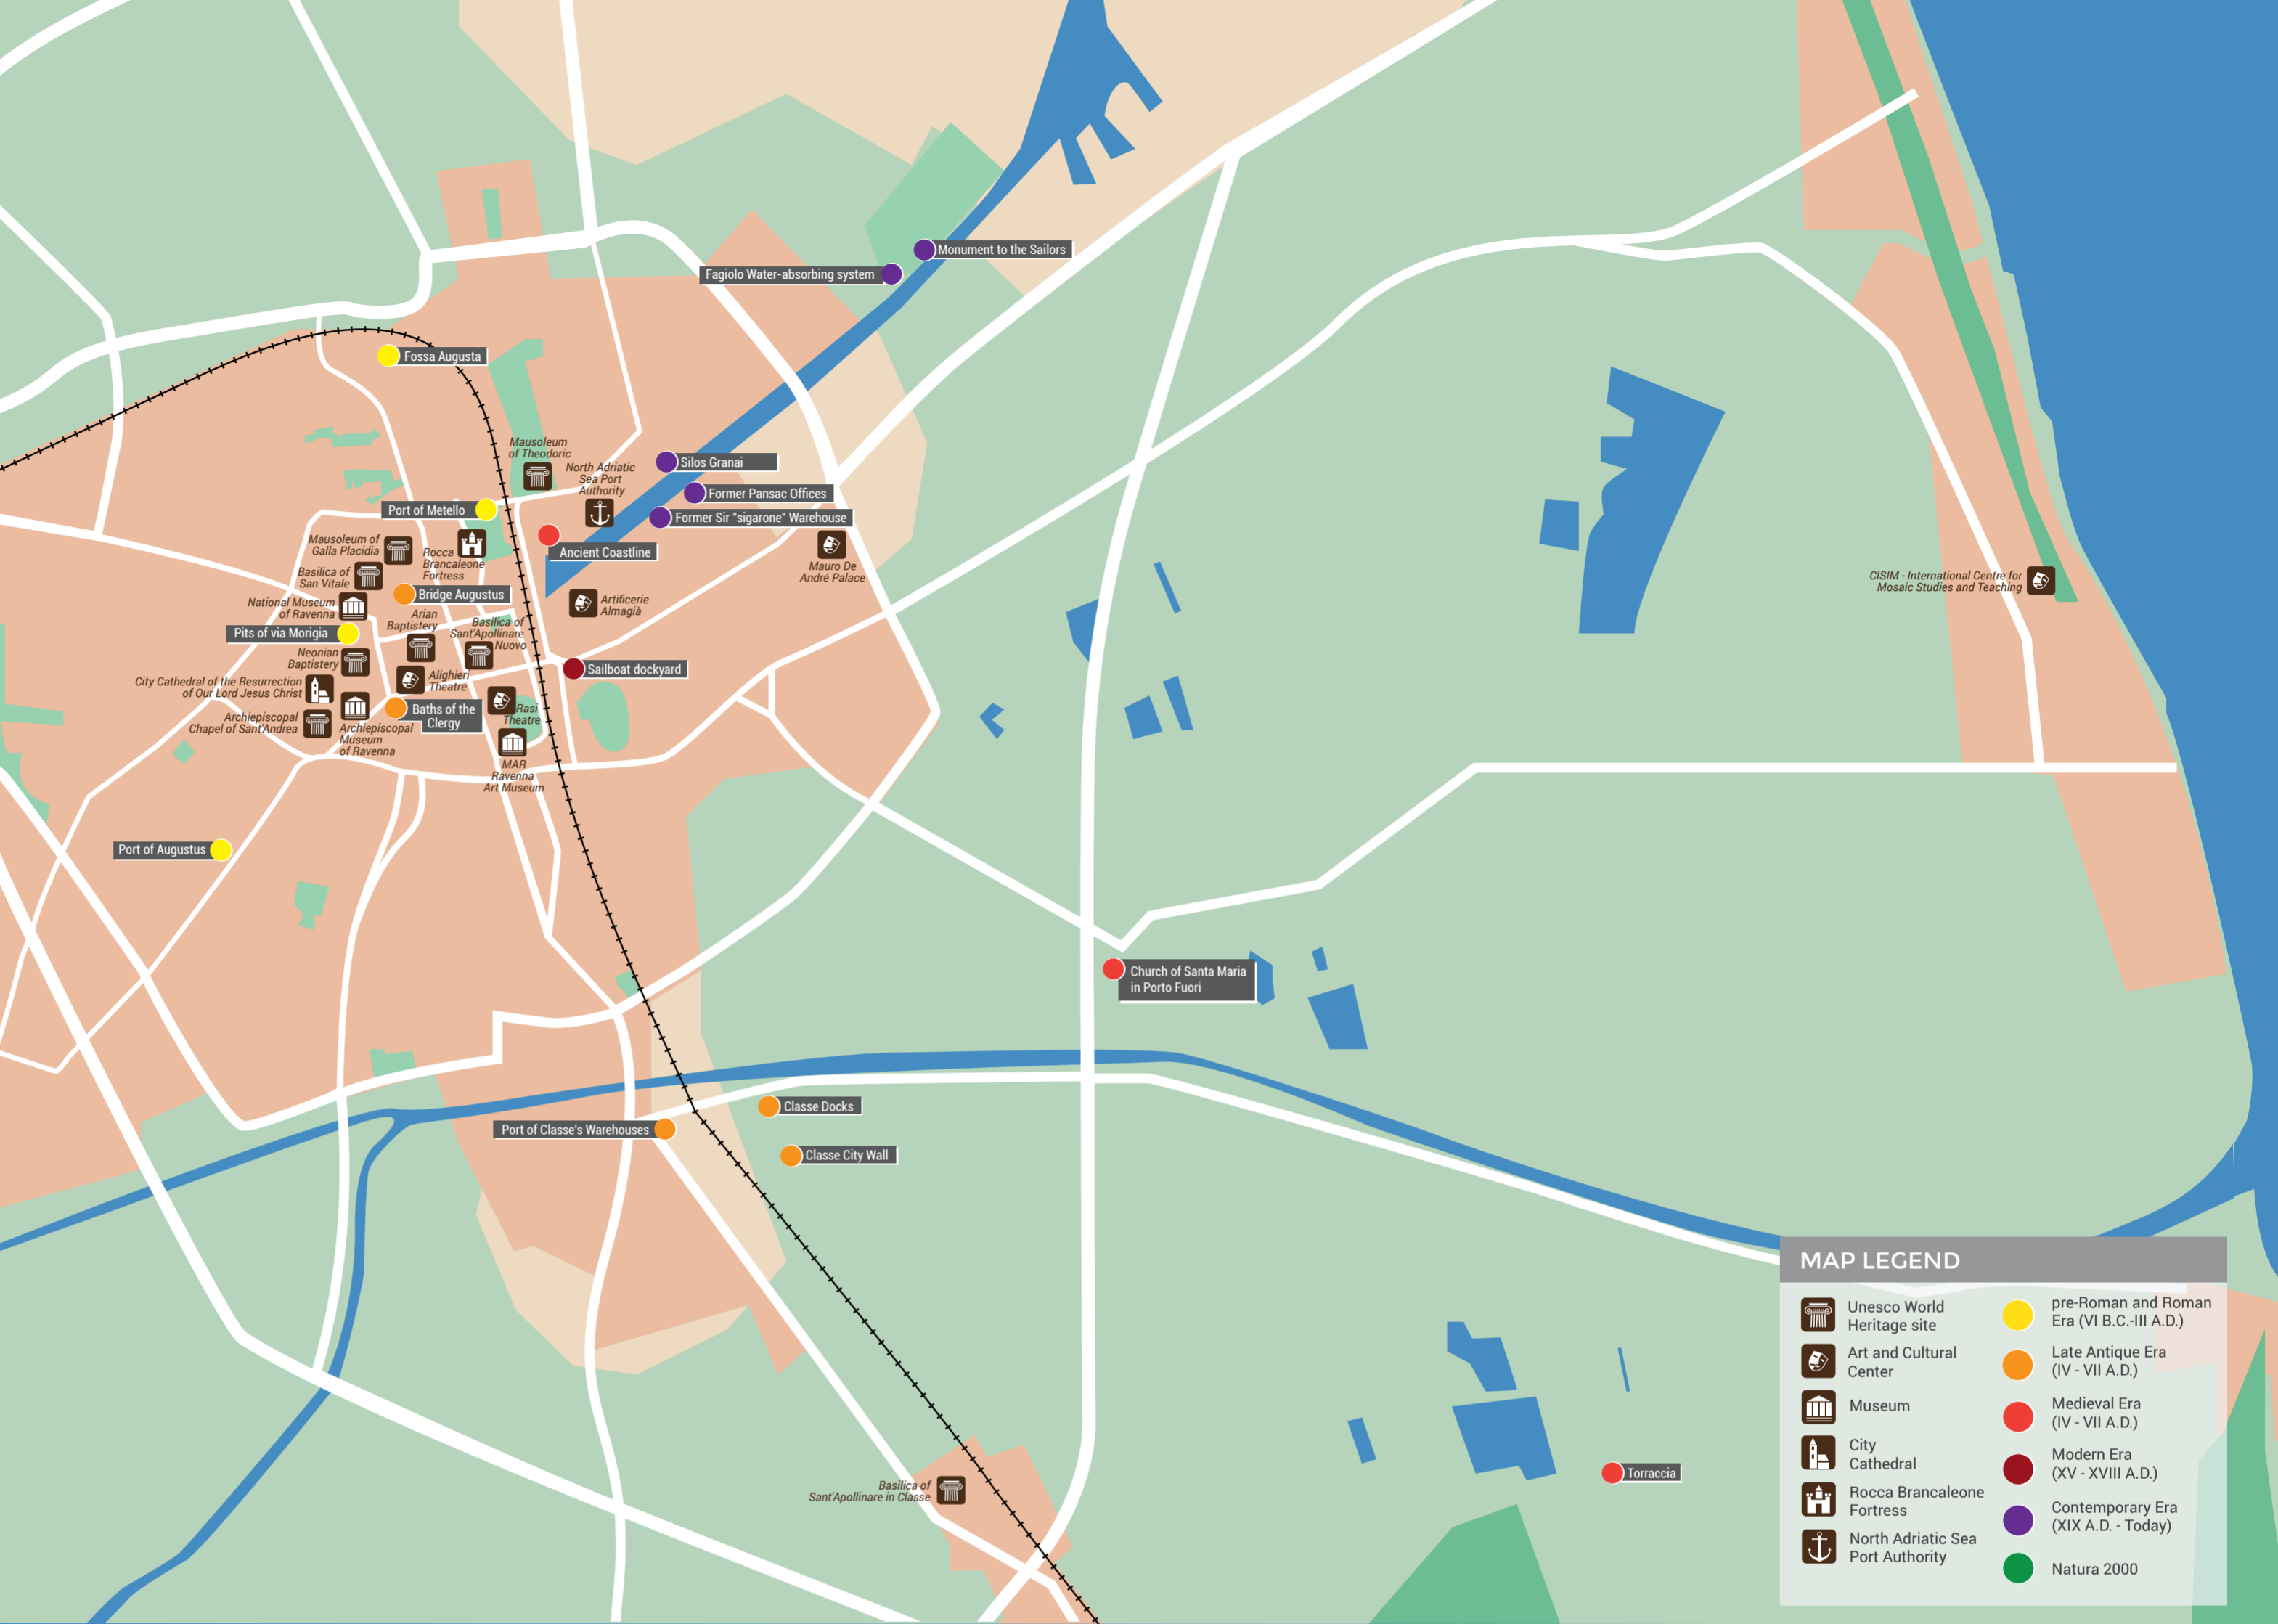 Monument to the Sailors
Fagiolo Water-absorbing system
Fossa Augusta
Mausoleum
of Theodoric
North Adriatic
Sea Port
Authority
Silos Granai
Former Pansac Offices
Former Sir "sigarone" Warehouse
Port of Metello
Ancient Coastline
Mauro De
André Palace
Mausoleum of
Galla Placidia
Rocca
Brancaleone
Fortress
Basilica of
San Vitale
CISIM - International Centre for
Mosaic Studies and Teaching
Bridge Augustus
National Museum
of Ravenna
Artificerie
Almagià
Arian
Baptistery
Basilica of
Sant'Apollinare
Nuovo
Pits of via Morigia
Neonian
Baptistery
Sailboat dockyard
City Cathedral of the Resurrection
of Our Lord Jesus Christ
Alighieri
Theatre
Baths of the
Clergy
Rasi
Theatre
Archiepiscopal
Chapel of Sant'Andrea
Archiepiscopal
Museum
of Ravenna
MAR
Ravenna
Art Museum
Port of Augustus
Church of Santa Maria
in Porto Fuori
Classe Docks
Port of Classe's Warehouses
Classe City Wall
Basilica of
Sant'Apollinare in Classe
Torraccia
MAP LEGEND
Unesco World
Heritage site
Art and Cultural
Center
Museum
City
Cathedral
Rocca Brancaleone
Fortress
North Adriatic Sea
Port Authority
pre-Roman and Roman
Era (VI B.C.-III A.D.)
Late Antique Era
(IV - VII A.D.)
Medieval Era
(IV - VII A.D.)
Modern Era
(XV - XVIII A.D.)
Contemporary Era
(XIX A.D. - Today)
Natura 2000